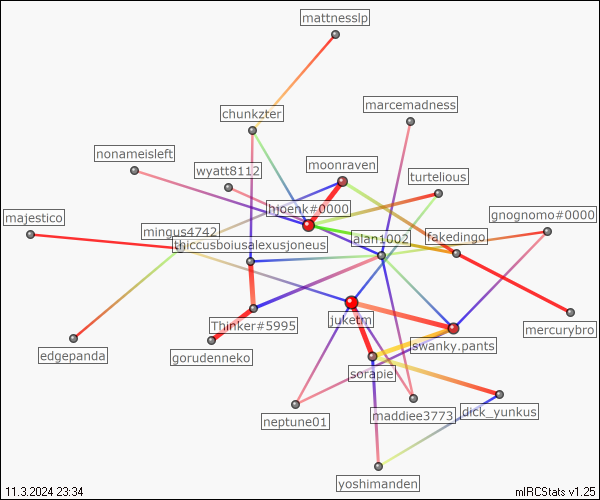 mattnesslp
marcemadness
chunkzter
nonameisleft
moonraven
wyatt8112
turtelious
hioenk#0000
gnognomo#0000
majestico
mingus4742
fakedingo
alan1002
thiccusboiusalexusjoneus
juketm
Thinker#5995
mercurybro
swanky.pants
edgepanda
gorudenneko
sorapie
dick_yunkus
maddiee3773
neptune01
yoshimanden
11.3.2024 23:34
mIRCStats v1.25